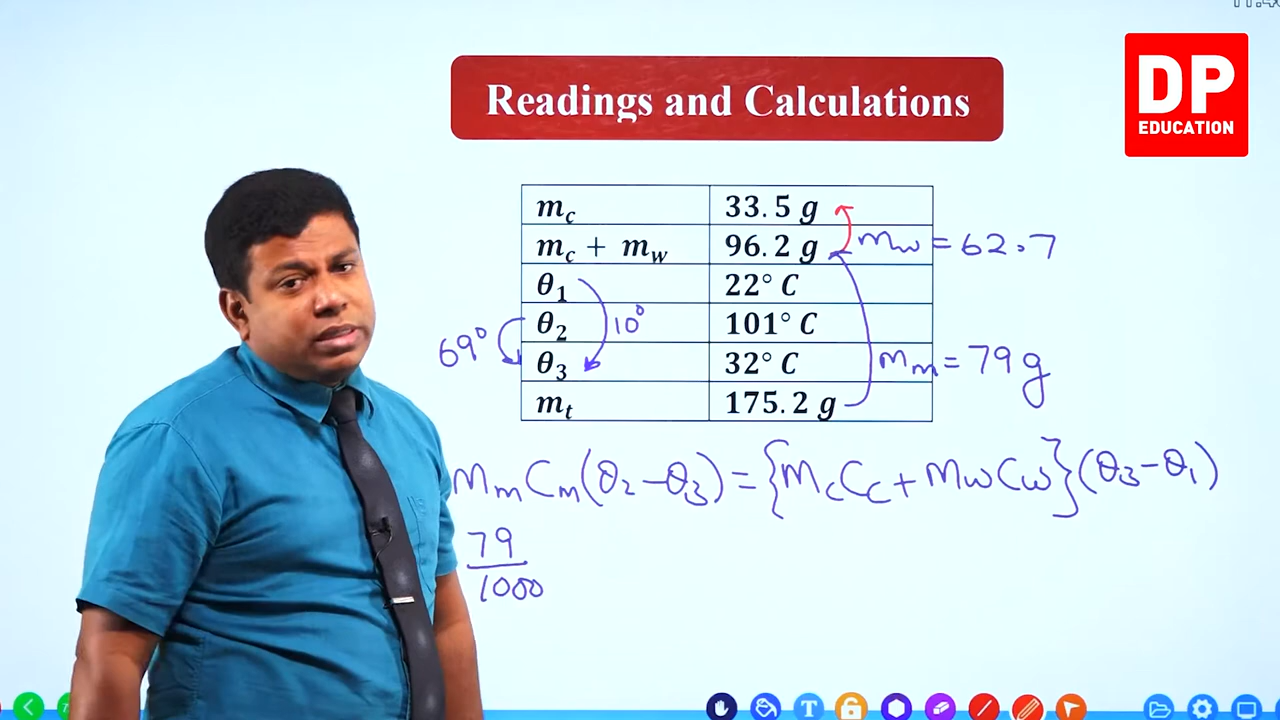 Readings and Calculations
DP
EDUCATION
m_c 33.5 g
m_c + m_w 96.2 g m_w = 62.7
θ_1 22° C
θ_2 101° C
69° 10°
θ_3 32° C m_m = 79 g
m_t 175.2 g
M_m C_m (θ_2 - θ_3) = {M_c C_c + M_w C_w} (θ_3 - θ_1)
79
1000